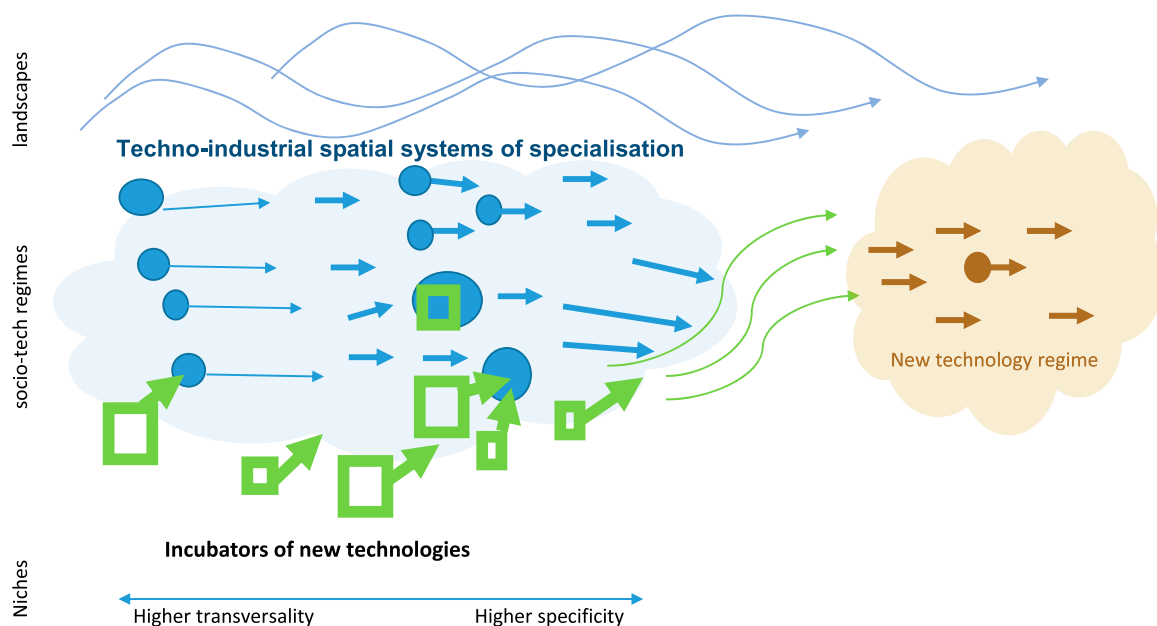 landscapes
Techno-industrial spatial systems of specialisation
socio-tech regimes
New technology regime
Incubators of new technologies
Niches
Higher transversality
Higher specificity